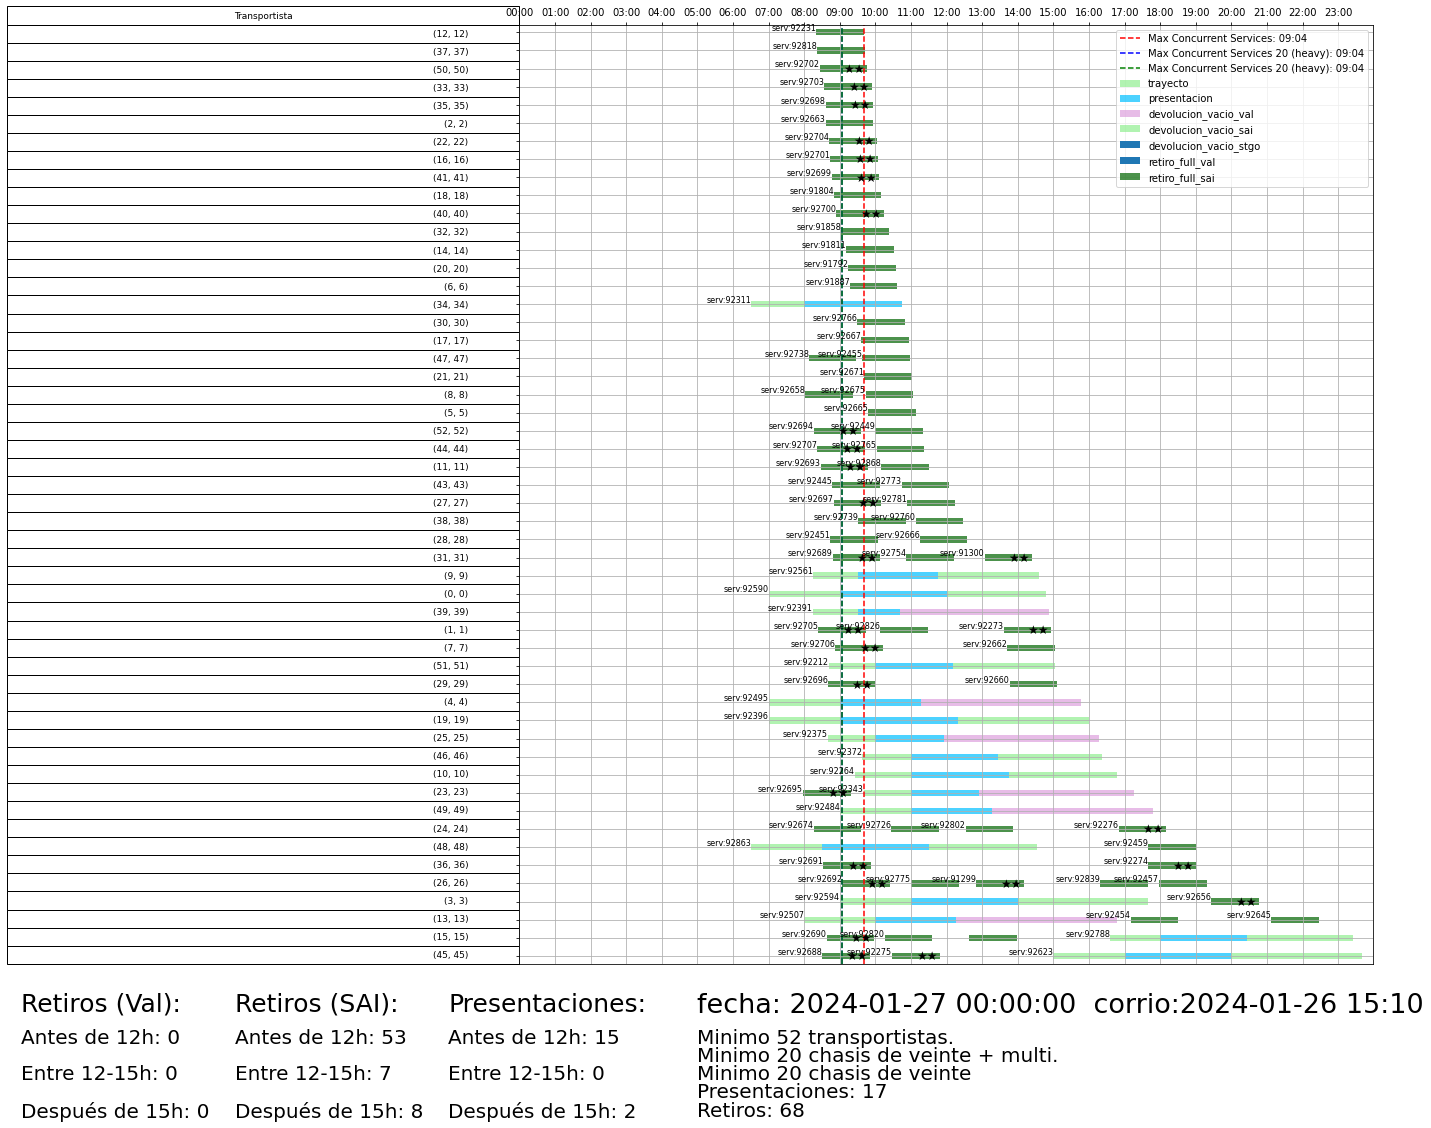 Transportista
00:00 01:00 02:00 03:00 04:00 05:00 06:00 07:00 08:00 09:00 10:00 11:00 12:00 13:00 14:00 15:00 16:00 17:00 18:00 19:00 20:00 21:00 22:00 23:00
Max Concurrent Services: 09:04
Max Concurrent Services 20 (heavy): 09:04
Max Concurrent Services 20 (heavy): 09:04
trayecto
presentacion
devolucion_vacio_val
devolucion_vacio_sai
devolucion_vacio_stgo
retiro_full_val
retiro_full_sai
(12, 12) serv:92231
(37, 37) serv:92818
(50, 50) serv:92702
(33, 33) serv:92703
(35, 35) serv:92698
(2, 2) serv:92663
(22, 22) serv:92704
(16, 16) serv:92701
(41, 41) serv:92699
(18, 18) serv:91804
(40, 40) serv:92700
(32, 32) serv:91858
(14, 14) serv:91811
(20, 20) serv:91792
(6, 6) serv:91887
(34, 34) serv:92311
(30, 30) serv:92766
(17, 17) serv:92667
(47, 47) serv:92738 serv:92455
(21, 21) serv:92671
(8, 8) serv:92658 serv:92675
(5, 5) serv:92665
(52, 52) serv:92694 serv:92449
(44, 44) serv:92707 serv:92765
(11, 11) serv:92693 serv:92868
(43, 43) serv:92445 serv:92773
(27, 27) serv:92697 serv:92781
(38, 38) serv:92739 serv:92760
(28, 28) serv:92451 serv:92666
(31, 31) serv:92689 serv:92754 serv:91300
(9, 9) serv:92561
(0, 0) serv:92590
(39, 39) serv:92391
(1, 1) serv:92705 serv:92826 serv:92273
(7, 7) serv:92706 serv:92662
(51, 51) serv:92212
(29, 29) serv:92696 serv:92660
(4, 4) serv:92495
(19, 19) serv:92396
(25, 25) serv:92375
(46, 46) serv:92372
(10, 10) serv:92264
(23, 23) serv:92695 serv:92343
(49, 49) serv:92484
(24, 24) serv:92674 serv:92726 serv:92802 serv:92276
(48, 48) serv:92863 serv:92459
(36, 36) serv:92691 serv:92274
(26, 26) serv:92692 serv:92775 serv:91299 serv:92839 serv:92457
(3, 3) serv:92594 serv:92656
(13, 13) serv:92507 serv:92454 serv:92645
(15, 15) serv:92690 serv:92820 serv:92788
(45, 45) serv:92688 serv:92275 serv:92623
Retiros (Val):
Antes de 12h: 0
Entre 12-15h: 0
Después de 15h: 0
Retiros (SAI):
Antes de 12h: 53
Entre 12-15h: 7
Después de 15h: 8
Presentaciones:
Antes de 12h: 15
Entre 12-15h: 0
Después de 15h: 2
fecha: 2024-01-27 00:00:00 corrio:2024-01-26 15:10
Minimo 52 transportistas.
Minimo 20 chasis de veinte + multi.
Minimo 20 chasis de veinte
Presentaciones: 17
Retiros: 68